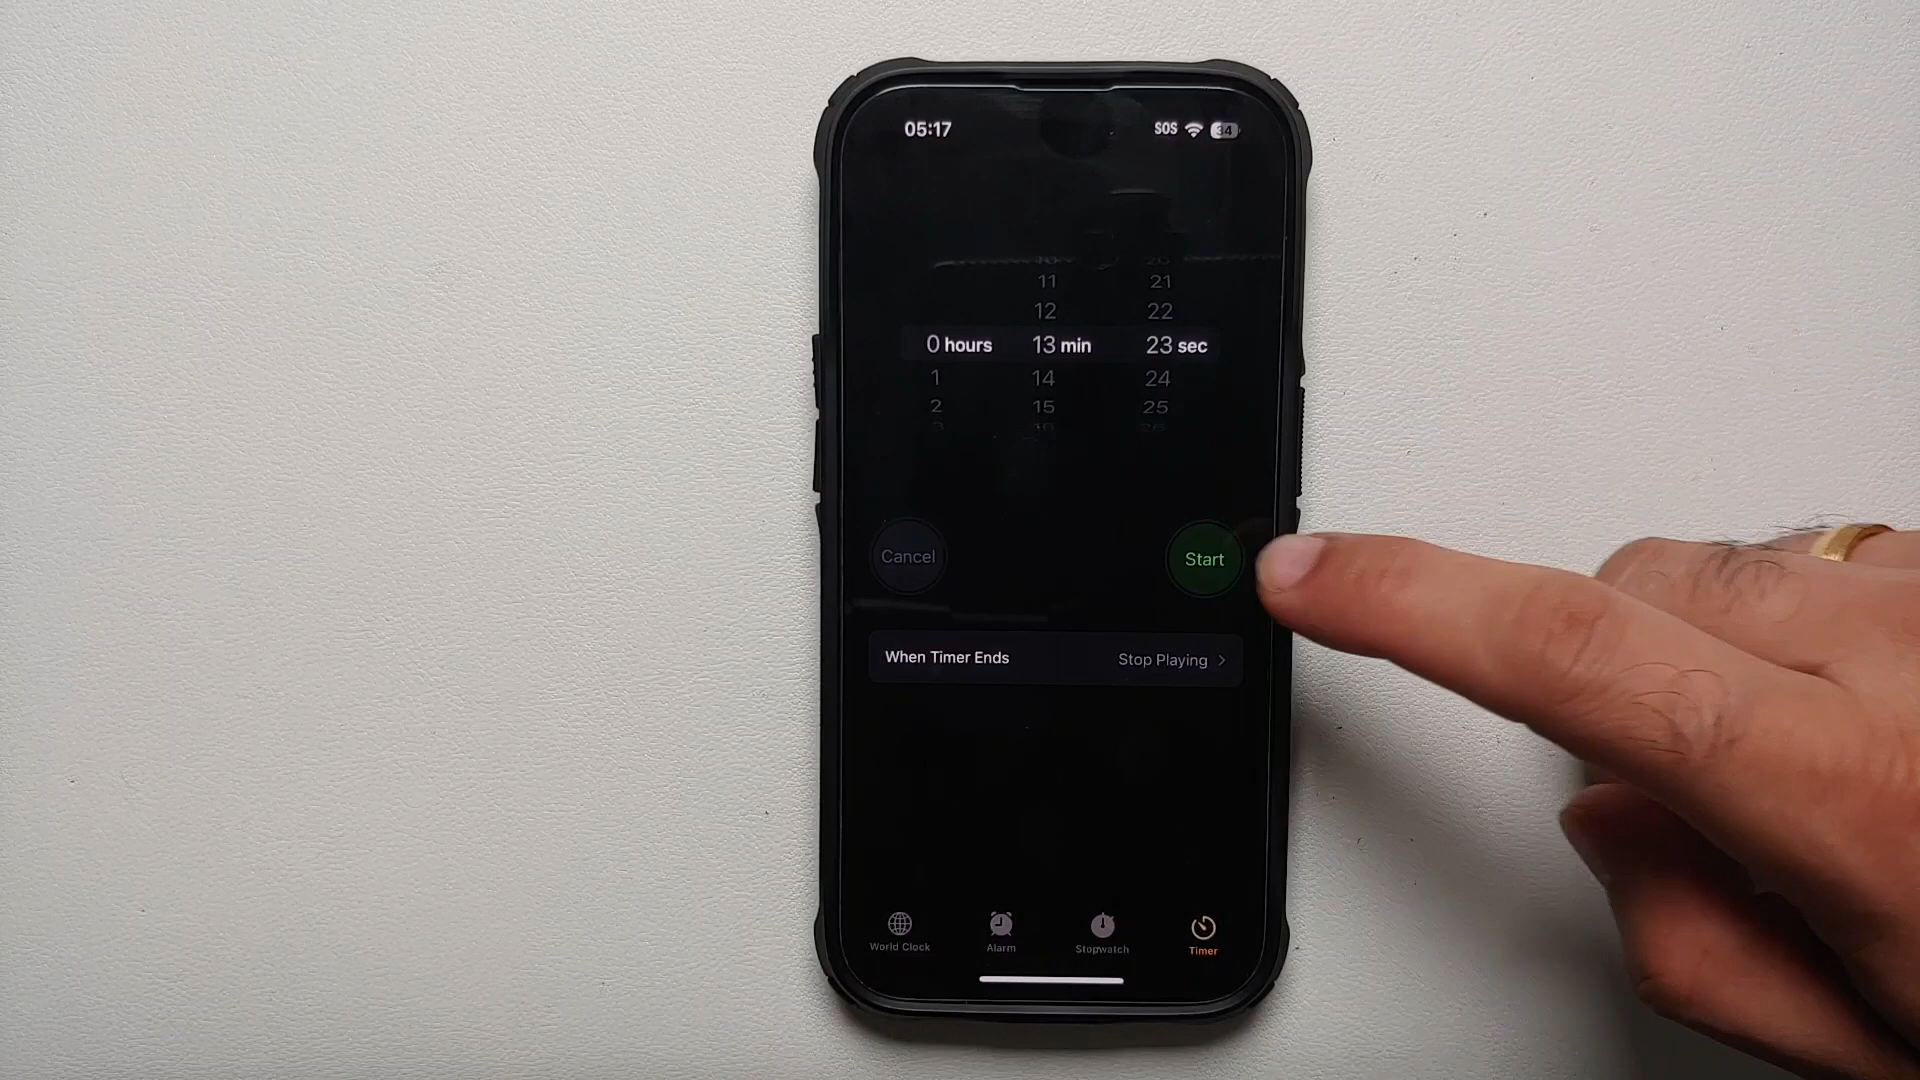 05:17 SOS 34
11 21
12 22
0 hours 13 min 23 sec
1 14 24
2 15 25
3
Cancel Start
When Timer Ends Stop Playing
World Clock Alarm Stopwatch Timer